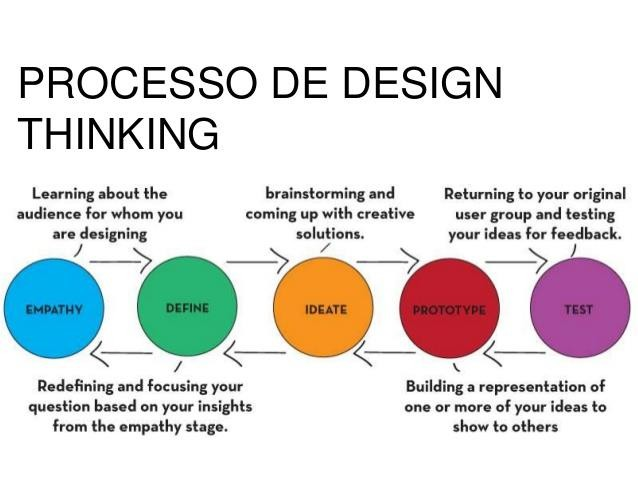 PROCESSO DE DESIGN
THINKING
Learning about the
audience for whom you
are designing
brainstorming and
coming up with creative
solutions.
Returning to your original
user group and testing
your ideas for feedback.
EMPATHY
DEFINE
IDEATE
PROTOTYPE
TEST
Redefining and focusing your
question based on your insights
from the empathy stage.
Building a representation of
one or more of your ideas to
show to others